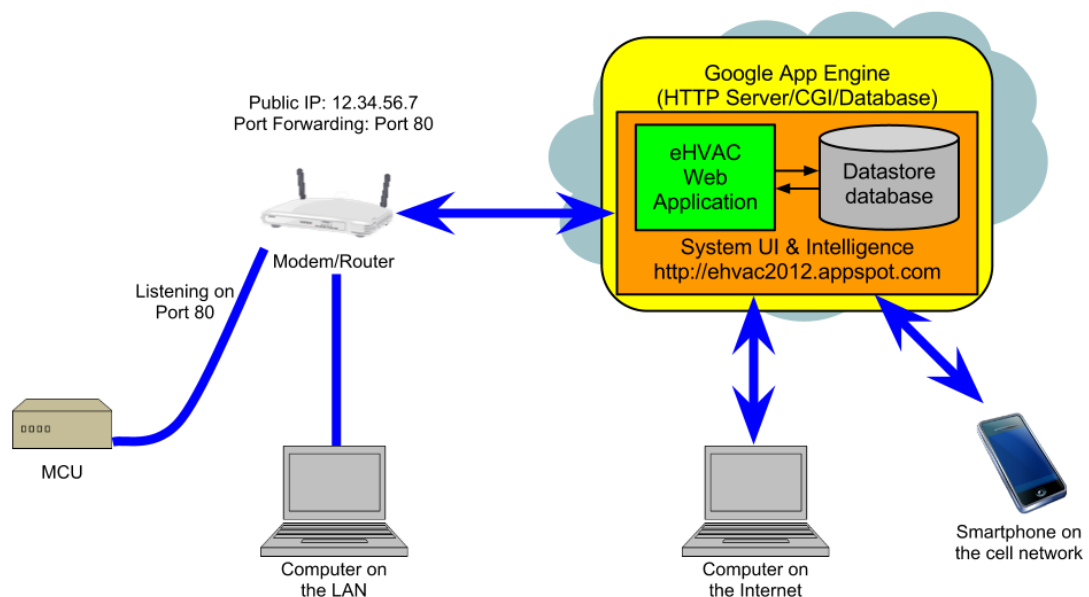 Google App Engine
(HTTP Server/CGI/Database)
Public IP: 12.34.56.7
Port Forwarding: Port 80
eHVAC
Web
Application
Datastore
database
System UI & Intelligence
http://ehvac2012.appspot.com
Modem/Router
Listening on
Port 80
MCU
Computer on
the LAN
Computer on
the Internet
Smartphone on
the cell network